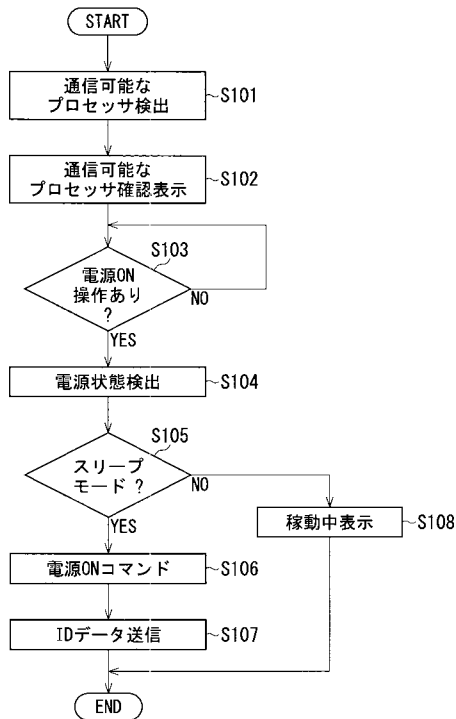 START
通信可能な
プロセッサ検出
S101
通信可能な
プロセッサ確認表示
S102
S103
電源ON
操作あり
?
NO
YES
電源状態検出
S104
S105
スリープ
モード?
NO
YES
稼動中表示
S108
電源ONコマンド
S106
IDデータ送信
S107
END